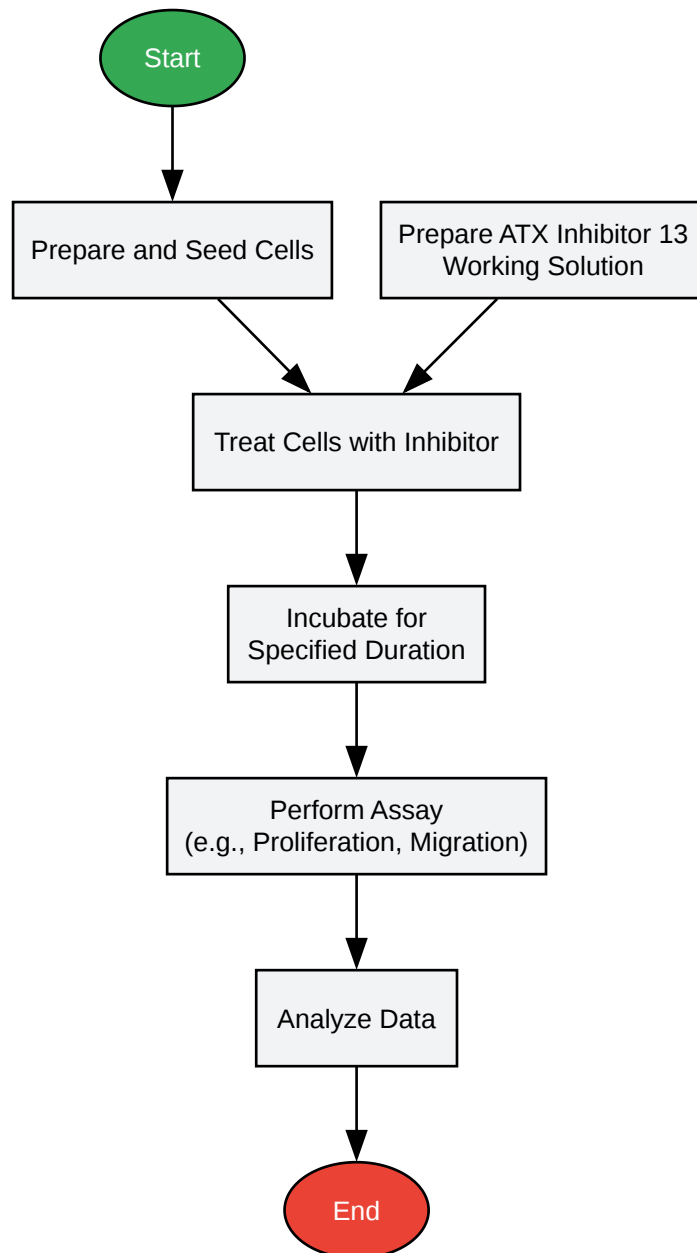 Start
Prepare and Seed Cells
Prepare ATX Inhibitor 13
Working Solution
Treat Cells with Inhibitor
Incubate for
Specified Duration
Perform Assay
(e.g., Proliferation, Migration)
Analyze Data
End